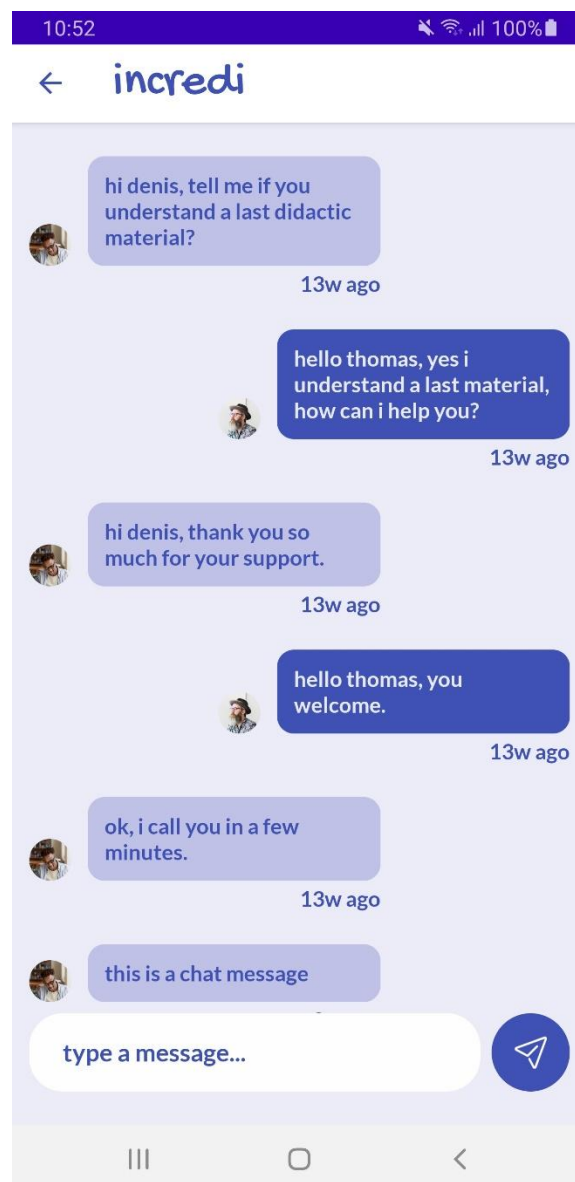 10:52
100%
incredi
hi denis, tell me if you
understand a last didactic
material?
13w ago
hello thomas, yes i
understand a last material,
how can i help you?
13w ago
hi denis, thank you so
much for your support.
13w ago
hello thomas, you
welcome.
13w ago
ok, i call you in a few
minutes.
13w ago
this is a chat message
type a message...